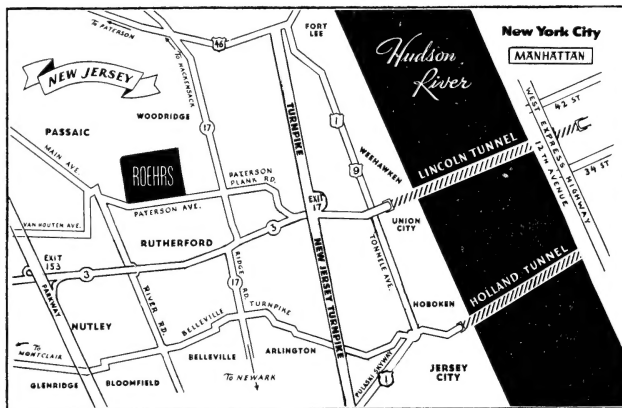 To PATERSON
46
FORT LEE
Hudson River
New York City
MANHATTAN
NEW JERSEY
To HACKENSACK
WOODRIDGE
17
TURNPIKE
1
9
WEST EXPRESS HIGHWAY
12TH AVENUE
42 ST
34 ST
PASSAIC
MAIN AVE.
ROEHRS
PATERSON PLANK RD.
PATERSON AVE.
WEEHAWKEN
LINCOLN TUNNEL
EXIT 17
UNION CITY
VAN HOUTEN AVE.
RUTHERFORD
3
EXIT 153
3
PARKWAY
RIDGE RD.
17
NEW JERSEY TURNPIKE
TONNELE AVE.
HOLLAND TUNNEL
HOBOKEN
NUTLEY
RIVER RD.
BELLEVILLE TURNPIKE
To MONTCLAIR
BELLEVILLE
ARLINGTON
PULASKI SKYWAY
1
JERSEY CITY
GLENRIDGE
BLOOMFIELD
To NEWARK